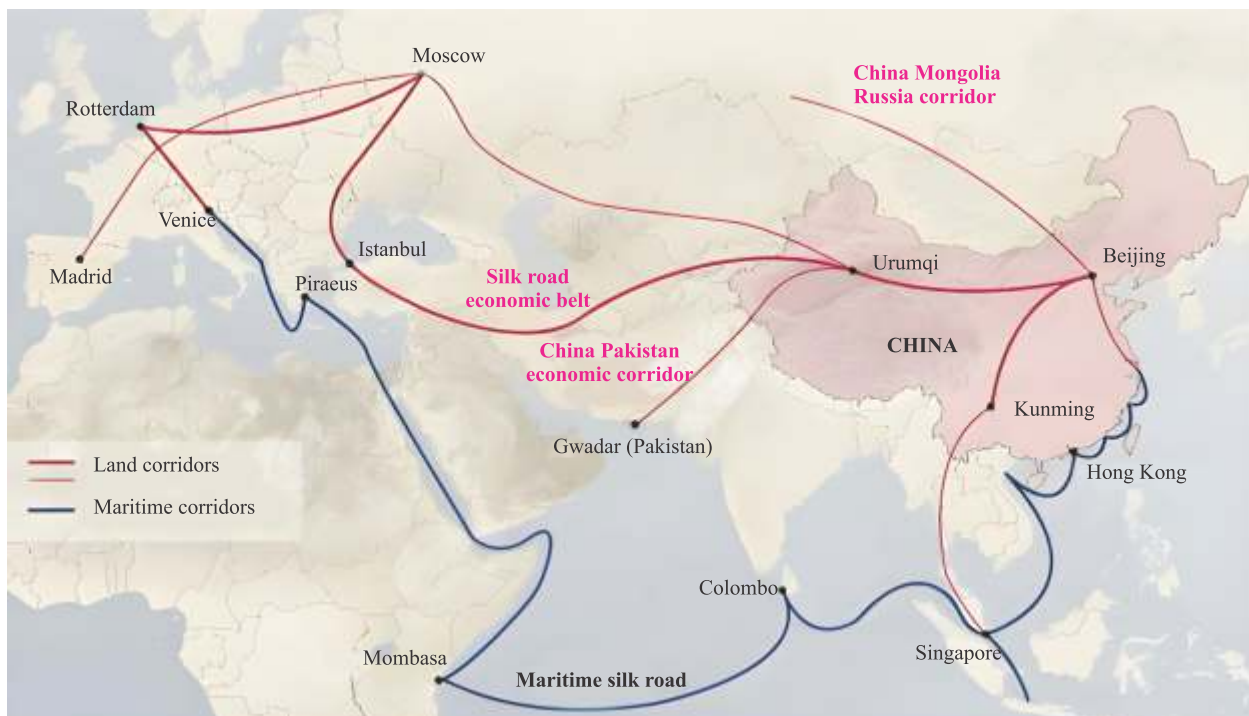 Moscow
China Mongolia
Russia corridor
Rotterdam
Venice
Istanbul
Madrid
Piraeus
Urumqi
Beijing
Silk road
economic belt
China Pakistan
economic corridor
CHINA
Kunming
Gwadar (Pakistan)
Hong Kong
Land corridors
Maritime corridors
Colombo
Singapore
Mombasa
Maritime silk road